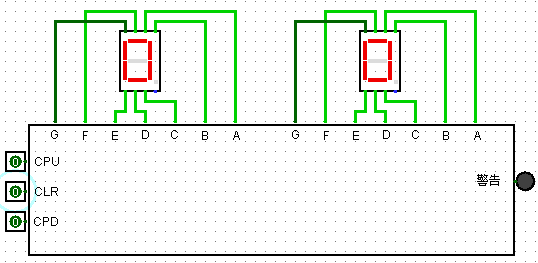 G F E D C B A G F E D C B A
0 CPU
警告
0 CLR
0 CPD